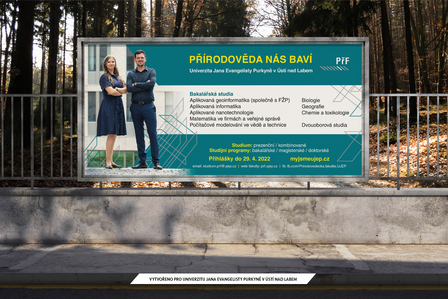 PŘÍRODOVĚDA NÁS BAVÍ
Univerzita Jana Evangelisty Purkyně v Ústí nad Labem
PřF
Bakalářská studia
Aplikovaná geoinformatika (společně s FŽP)
Aplikovaná informatika
Aplikované nanotechnologie
Matematika ve firmách a veřejné správě
Počítačové modelování ve vědě a technice
Biologie
Geografie
Chemie a toxikologie
Dvouoborová studia
Studium: prezenční / kombinované
Studijní programy: bakalářské / magisterské / doktorské
Přihlášky do 29. 4. 2022
myjsmeujep.cz
VYTVOŘENO PRO UNIVERZITU JANA EVANGELISTY PURKYNĚ V ÚSTÍ NAD LABEM